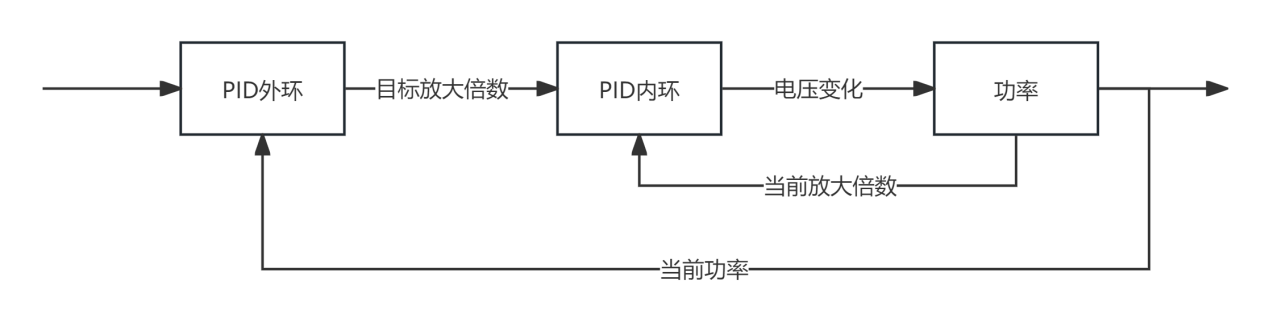 PID外环
目标放大倍数
PID内环
电压变化
功率
当前放大倍数
当前功率